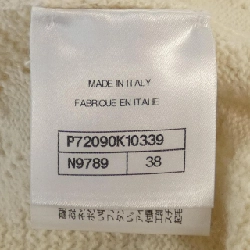 MADE IN ITALY
FABRIQUE EN ITALIE
P72090K10339
N9789 38